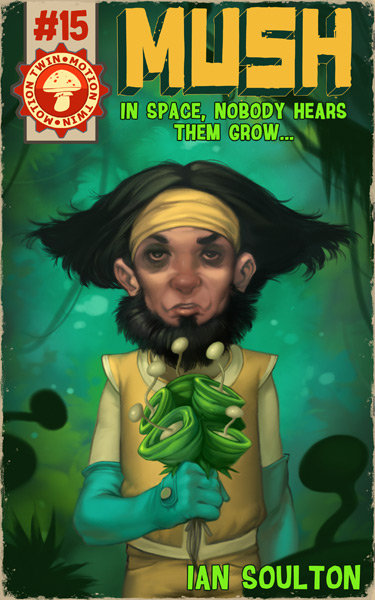 #15
MOTION TWIN • MOTION TWIN •
MUSH
IN SPACE, NOBODY HEARS
THEM GROW...
IAN SOULTON